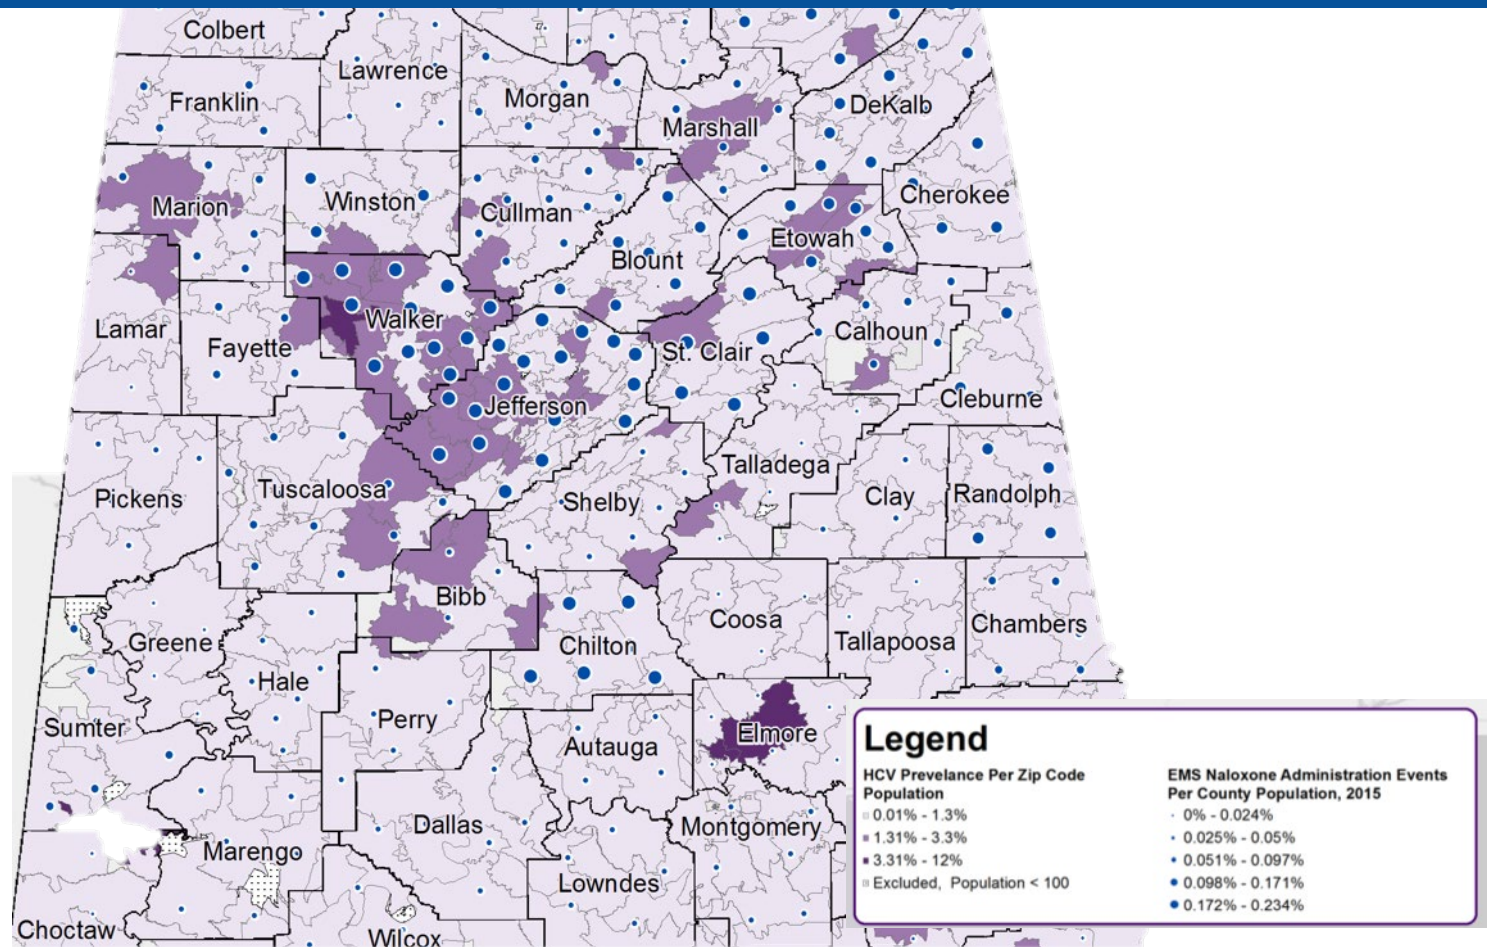 Colbert
Lawrence
Franklin
Morgan
DeKalb
Marshall
Marion
Winston
Cullman
Cherokee
Etowah
Blount
Lamar
Walker
Fayette
St. Clair
Calhoun
Jefferson
Cleburne
Pickens
Tuscaloosa
Shelby
Talladega
Clay
Randolph
Bibb
Greene
Chilton
Coosa
Tallapoosa
Chambers
Hale
Sumter
Perry
Autauga
Elmore
Dallas
Montgomery
Marengo
Lowndes
Choctaw
Wilcox
Legend
HCV Prevelance Per Zip Code
Population
0.01% - 1.3%
1.31% - 3.3%
3.31% - 12%
Excluded, Population < 100
EMS Naloxone Administration Events
Per County Population, 2015
0% - 0.024%
0.025% - 0.05%
0.051% - 0.097%
0.098% - 0.171%
0.172% - 0.234%